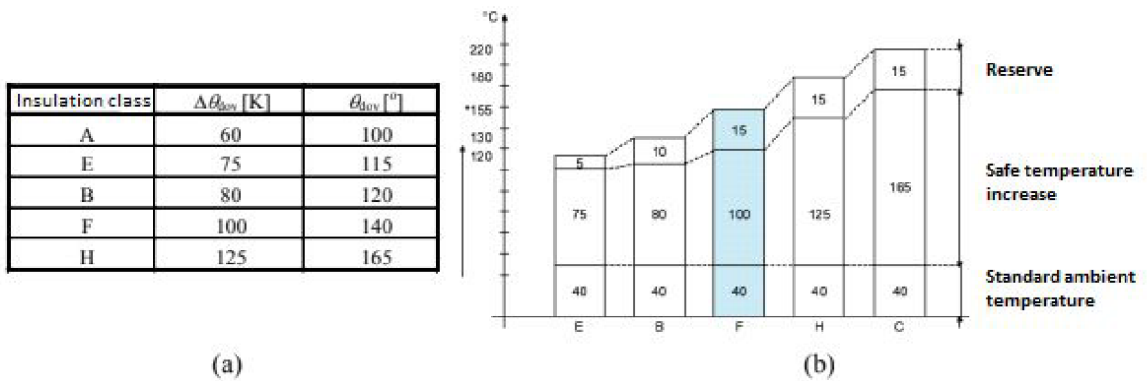 Insulation class Δθdov [K] θdov [°]
A 60 100
E 75 115
B 80 120
F 100 140
H 125 165
(a)
°C
220
180
*155
130
120
5 10 15 15 15
75 80 100 125 165
40 40 40 40 40
E B F H C
Reserve
Safe temperature
increase
Standard ambient
temperature
(b)